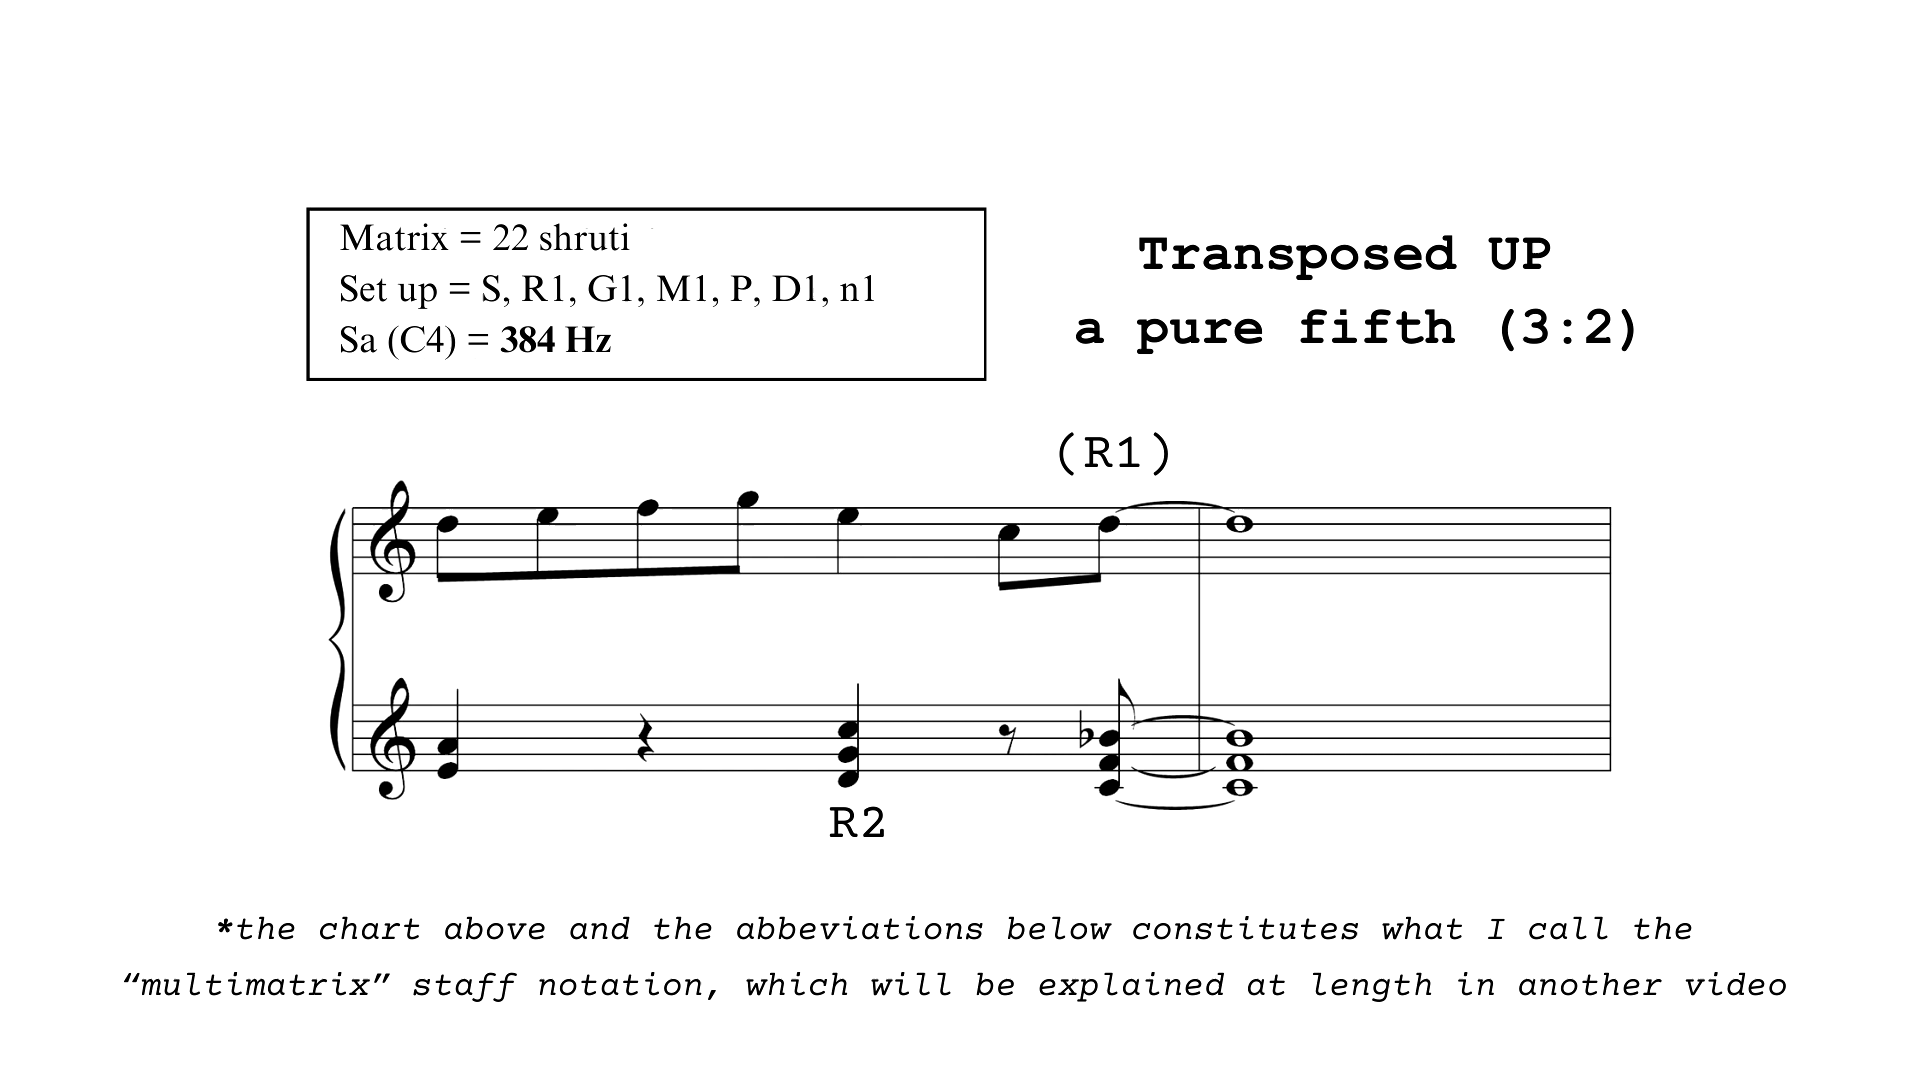 Matrix = 22 shruti
Set up = S, R1, G1, M1, P, D1, n1
Sa (C4) = 384 Hz
Transposed UP
a pure fifth (3:2)
(R1)
R2
*the chart above and the abbeviations below constitutes what I call the
“multimatrix” staff notation, which will be explained at length in another video